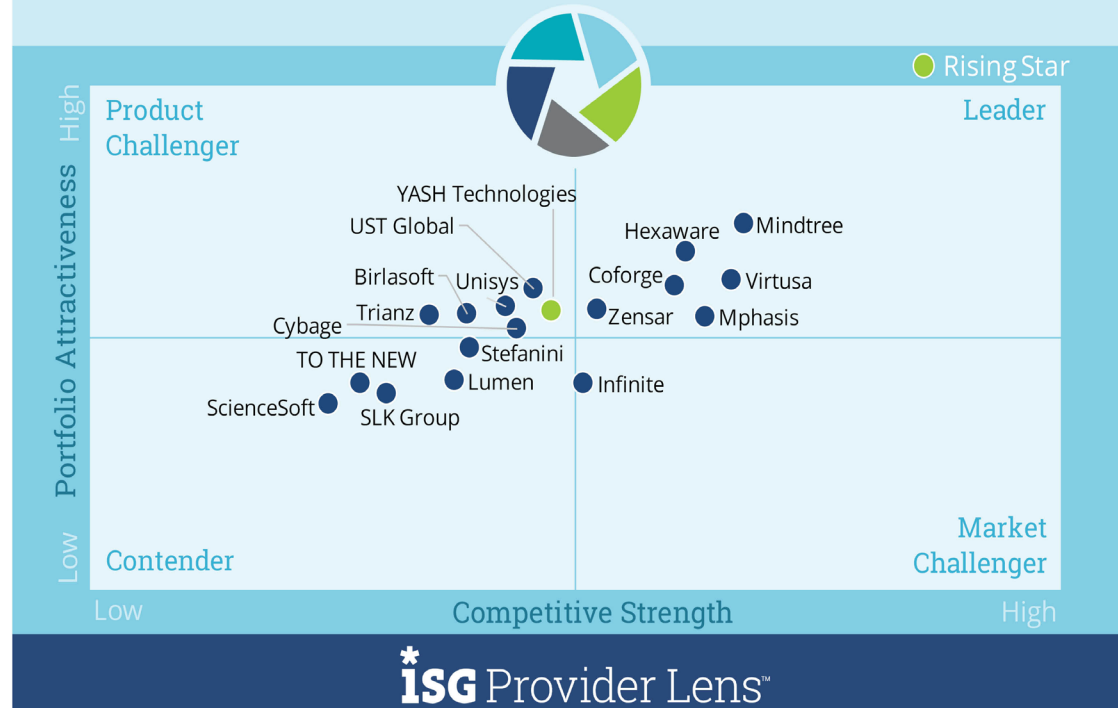 Rising Star
High
Product
Challenger
Leader
YASH Technologies
UST Global
Hexaware
Mindtree
Birlasoft
Unisys
Coforge
Virtusa
Trianz
Zensar
Mphasis
Cybage
TO THE NEW
Stefanini
Lumen
Infinite
ScienceSoft
SLK Group
Portfolio Attractiveness
Market
Challenger
Contender
Low
Low
Competitive Strength
High
ISG Provider Lens™